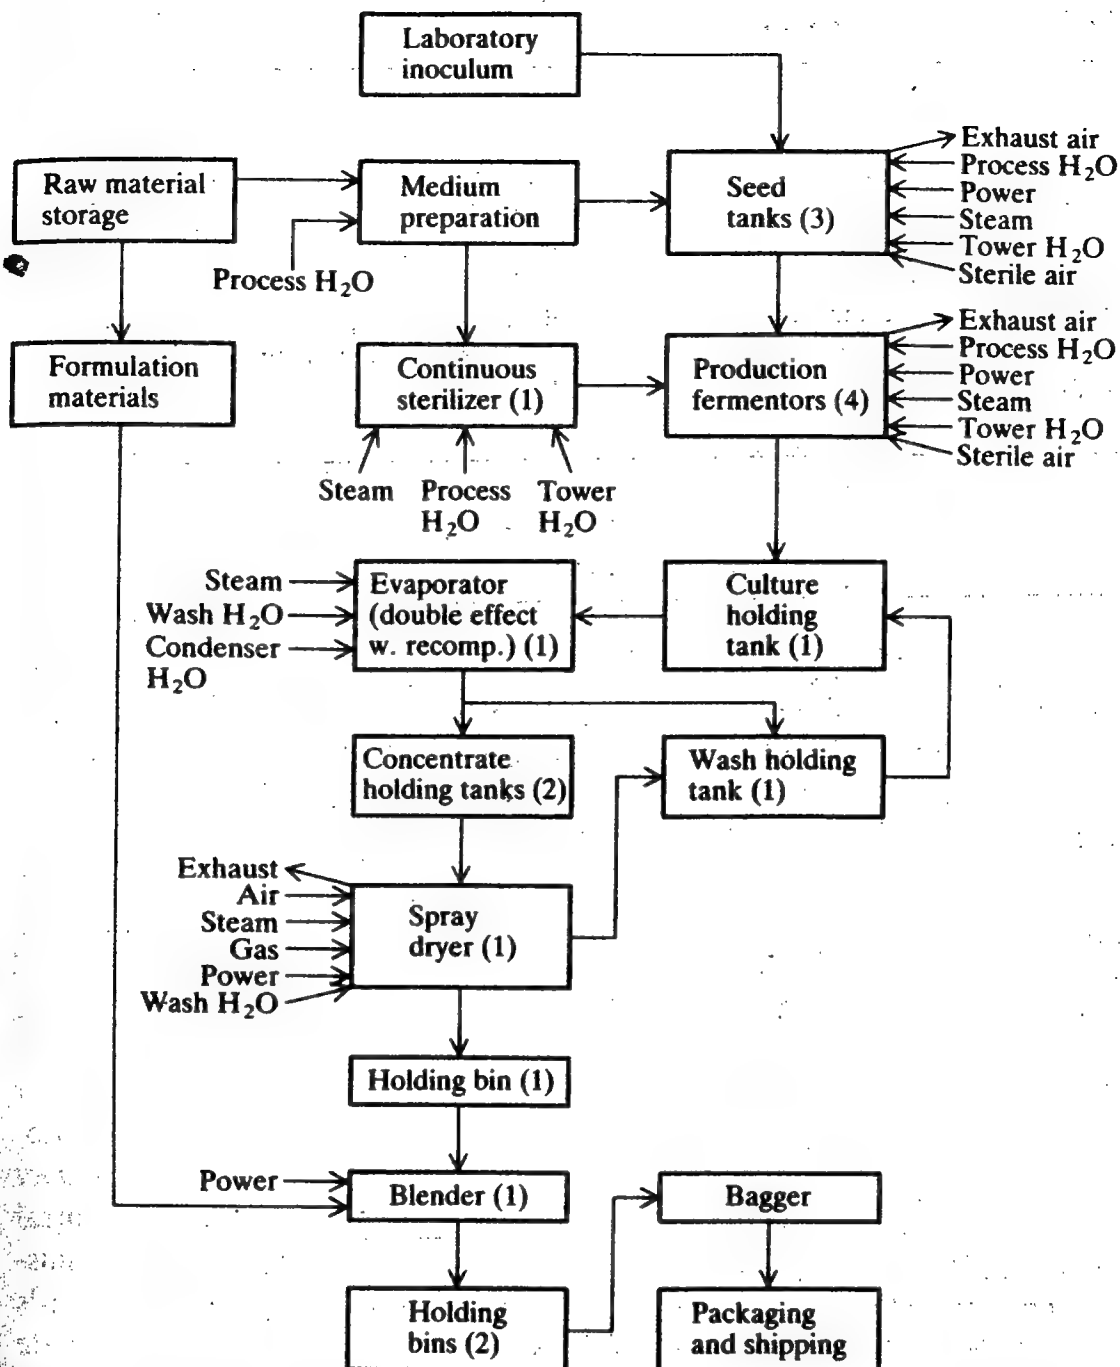 Laboratory
inoculum
Raw material
storage
Medium
preparation
Seed
tanks (3)
Exhaust air
Process H₂O
Power
Steam
Tower H₂O
Sterile air
Process H₂O
Formulation
materials
Continuous
sterilizer (1)
Production
fermentors (4)
Exhaust air
Process H₂O
Power
Steam
Tower H₂O
Sterile air
Steam
Process
H₂O
Tower
H₂O
Steam
Wash H₂O
Condenser
H₂O
Evaporator
(double effect
w. recomp.) (1)
Culture
holding
tank (1)
Concentrate
holding tanks (2)
Wash holding
tank (1)
Exhaust
Air
Steam
Gas
Power
Wash H₂O
Spray
dryer (1)
Holding bin (1)
Power
Blender (1)
Bagger
Holding
bins (2)
Packaging
and shipping